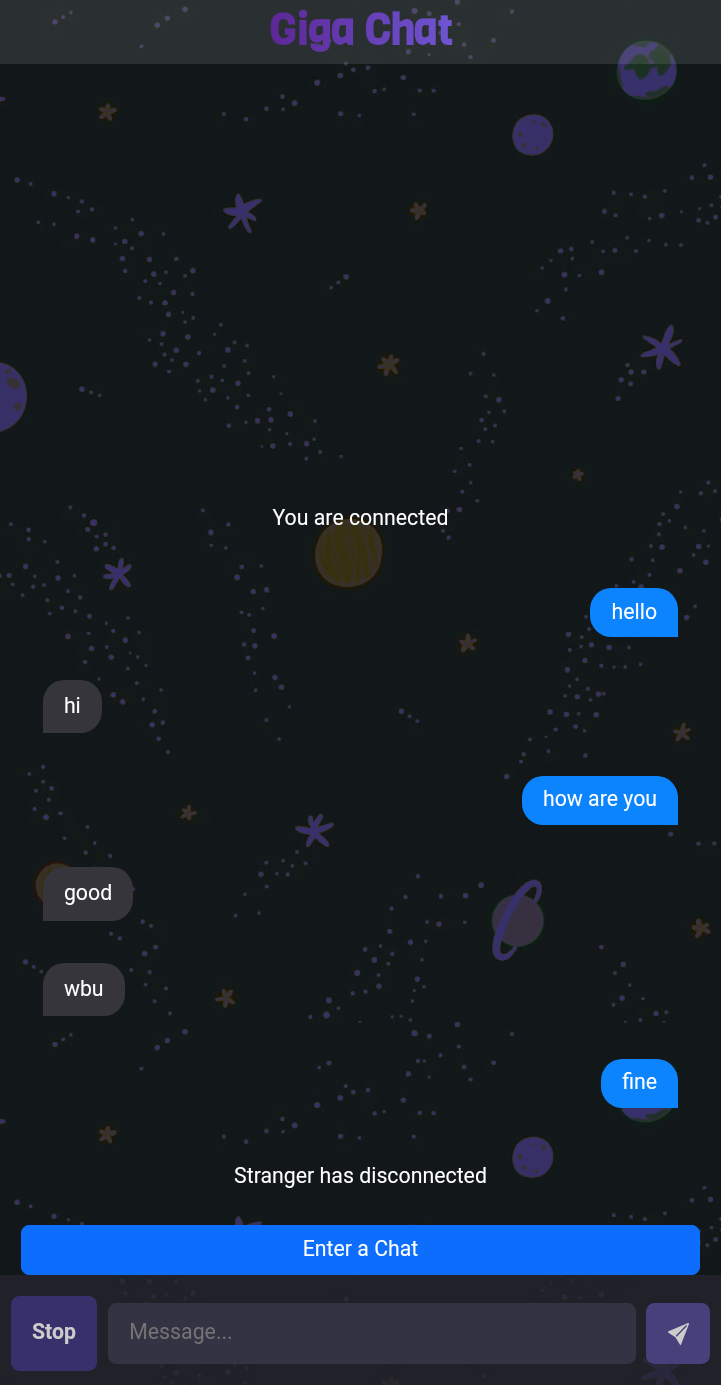 Giga Chat
You are connected
hello
hi
how are you
good
wbu
fine
Stranger has disconnected
Enter a Chat
Stop
Message...